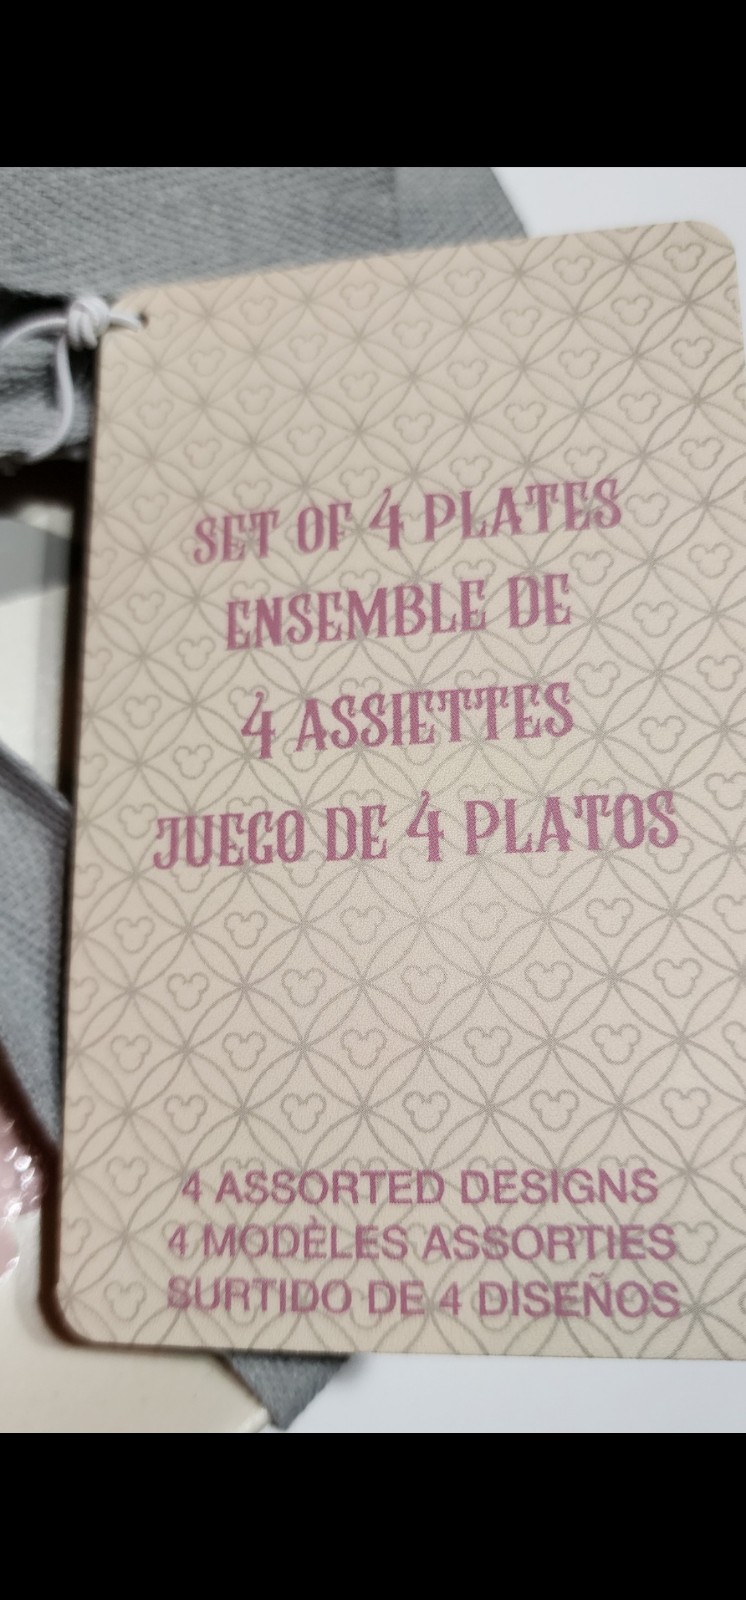 SET OF 4 PLATES
ENSEMBLE DE
4 ASSIETTES
JUEGO DE 4 PLATOS
4 ASSORTED DESIGNS
4 MODÈLES ASSORTIES
SURTIDO DE 4 DISEÑOS